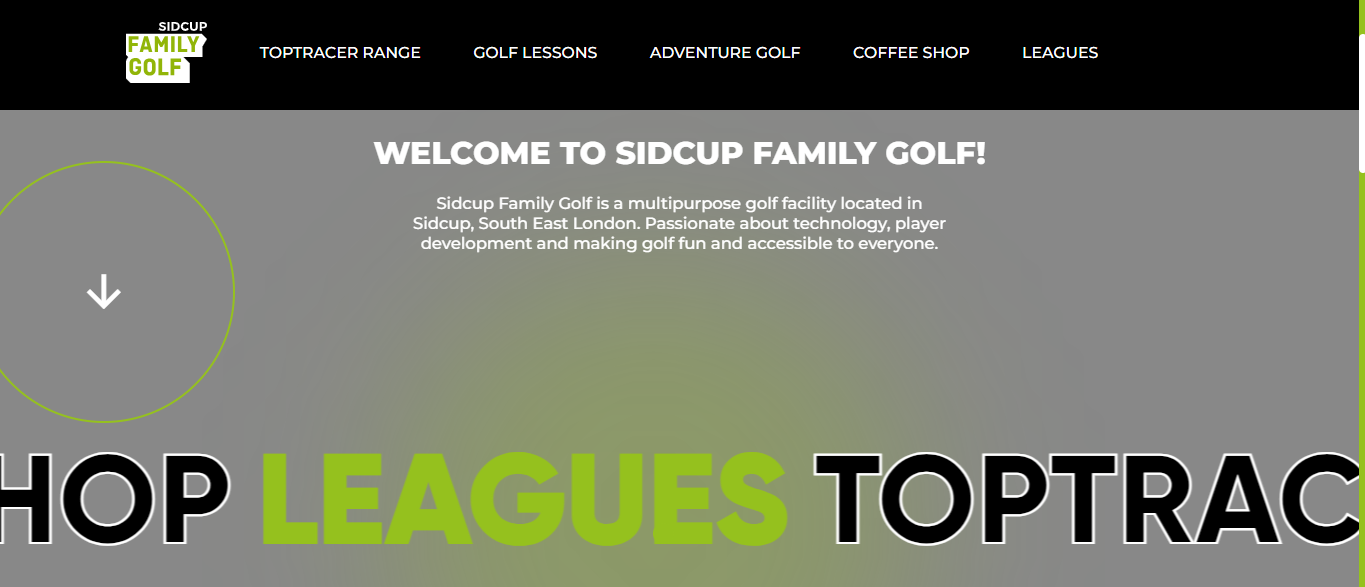 SIDCUP
FAMILY
GOLF
TOPTRACER RANGE GOLF LESSONS ADVENTURE GOLF COFFEE SHOP LEAGUES
WELCOME TO SIDCUP FAMILY GOLF!
Sidcup Family Golf is a multipurpose golf facility located in
Sidcup, South East London. Passionate about technology, player
development and making golf fun and accessible to everyone.
HOP LEAGUES TOPTRAC